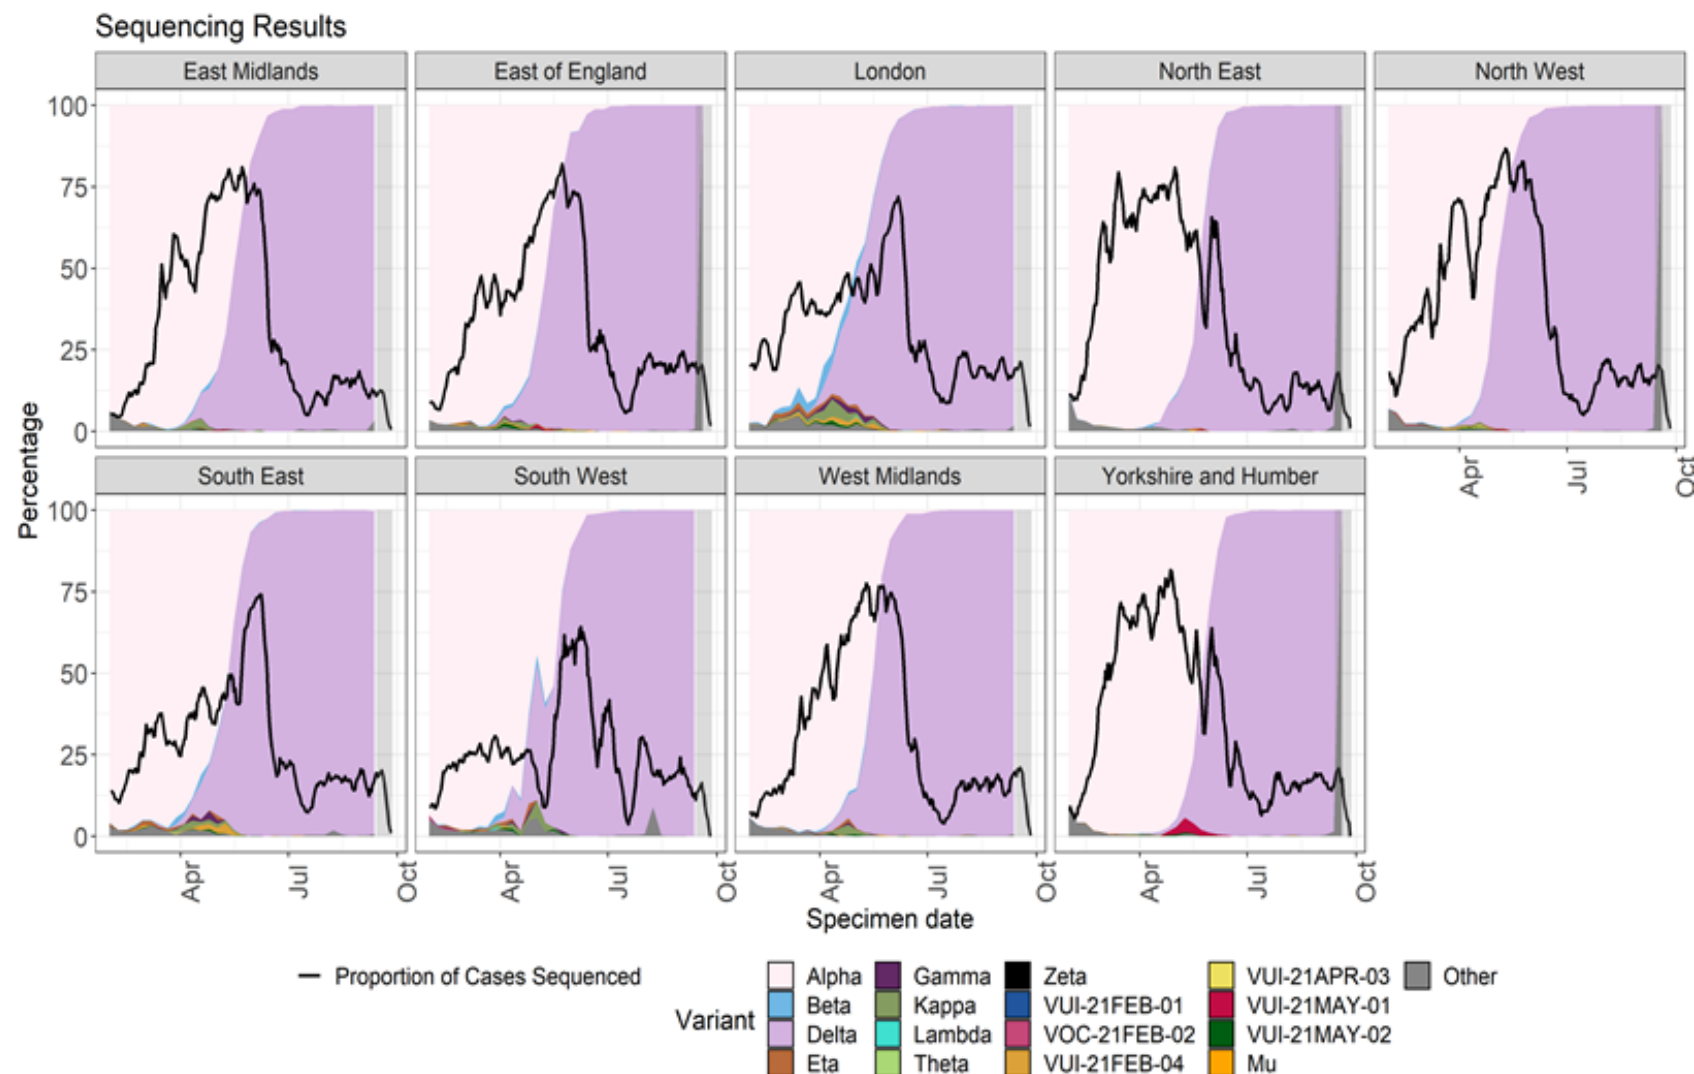 Sequencing Results
East Midlands
East of England
London
North East
North West
100
75
50
25
0
Apr
Jul
Oct
South East
South West
West Midlands
Yorkshire and Humber
100
75
50
25
0
Apr
Jul
Oct
Apr
Jul
Oct
Apr
Jul
Oct
Apr
Jul
Oct
Percentage
Specimen date
Proportion of Cases Sequenced
Variant
Alpha
Beta
Delta
Eta
Gamma
Kappa
Lambda
Theta
Zeta
VUI-21FEB-01
VOC-21FEB-02
VUI-21FEB-04
VUI-21APR-03
VUI-21MAY-01
VUI-21MAY-02
Mu
Other